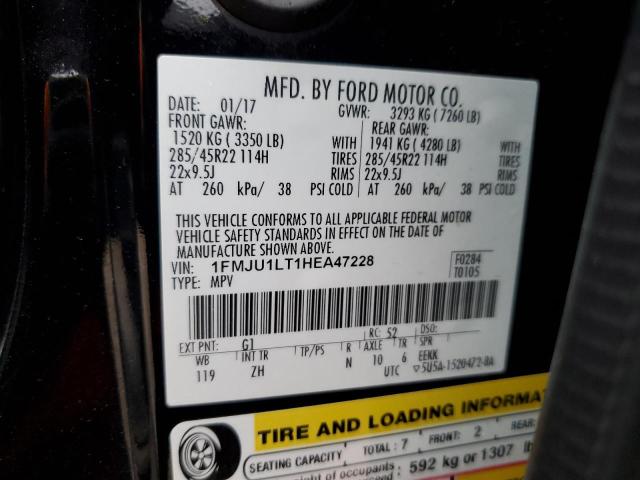 MFD. BY FORD MOTOR CO.
DATE: 01/17 GVWR: 3293 KG ( 7260 LB)
FRONT GAWR: REAR GAWR:
1520 KG ( 3350 LB) WITH 1941 KG ( 4280 LB) WITH
285/45R22 114H TIRES 285/45R22 114H TIRES
22x9.5J RIMS 22x9.5J RIMS
AT 260 kPa/ 38 PSI COLD AT 260 kPa/ 38 PSI COLD
THIS VEHICLE CONFORMS TO ALL APPLICABLE FEDERAL MOTOR
VEHICLE SAFETY STANDARDS IN EFFECT ON THE DATE OF
MANUFACTURE SHOWN ABOVE.
VIN: 1FMJU1LT1HEA47228 F0284
TYPE: MPV T0105
EXT PNT: G1 RC: 52 DSO:
WB INT TR TP/PS R AXLE TR SPR
119 ZH N 10 6 EEKK
UTC ▽5U5A-1520472-BA
TIRE AND LOADING INFORMAT
SEATING CAPACITY TOTAL: 7 FRONT: 2 REAR:
ight of occupants 592 kg or 1307 lb